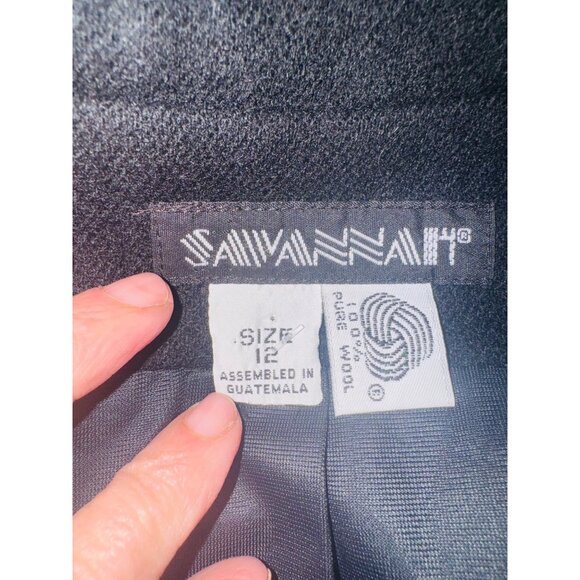 SAVANNAH®
SIZE
12
ASSEMBLED IN
GUATEMALA
100%
PURE WOOL
®